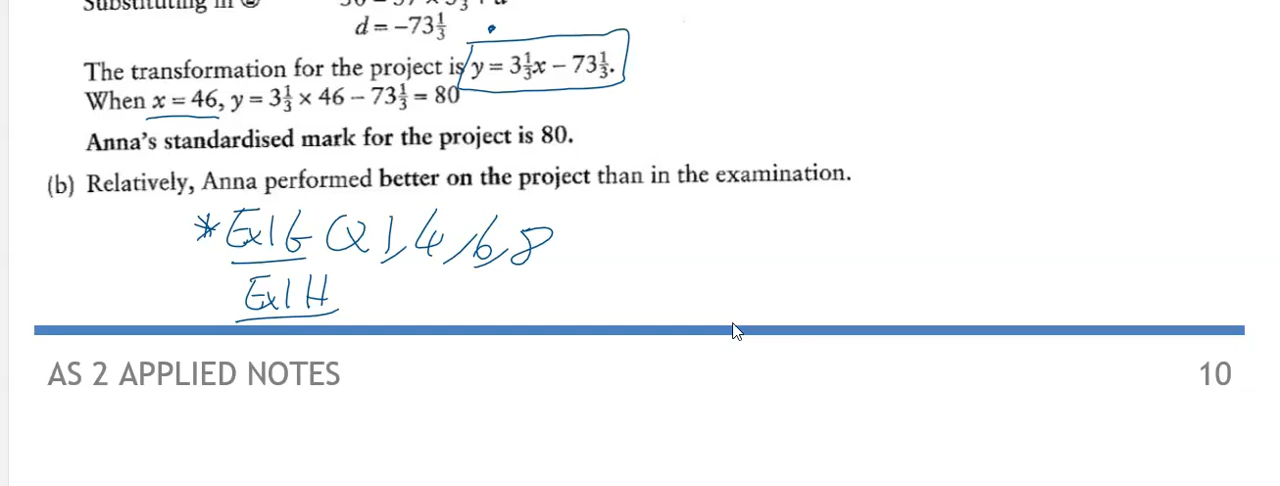 Substituting in
d = −73⅓
The transformation for the project is y = 3⅓x − 73⅓.
When x = 46, y = 3⅓ × 46 − 73⅓ = 80
Anna's standardised mark for the project is 80.
(b) Relatively, Anna performed better on the project than in the examination.
*Ex1G Q1,4,6,8
Ex1H
AS 2 APPLIED NOTES 10